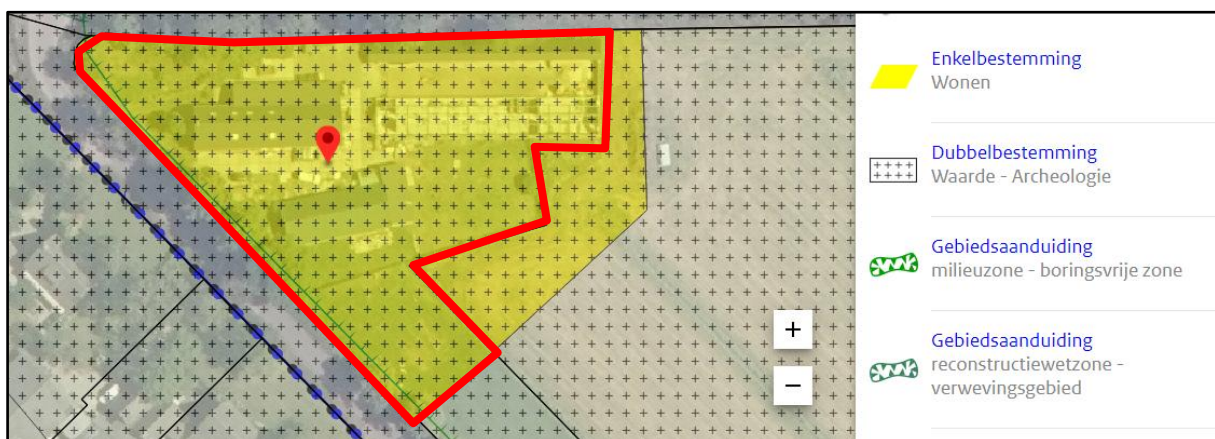 Enkelbestemming
Wonen
Dubbelbestemming
Waarde - Archeologie
Gebiedsaanduiding
milieuzone - boringsvrije zone
Gebiedsaanduiding
reconstructiewetzone -
verwevingsgebied
+
−